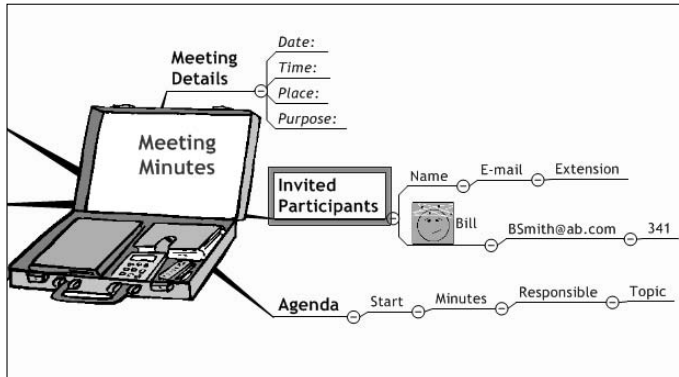 Meeting
Details
Date:
Time:
Place:
Purpose:
Meeting
Minutes
Invited
Participants
Name E-mail Extension
Bill BSmith@ab.com 341
Agenda Start Minutes Responsible Topic